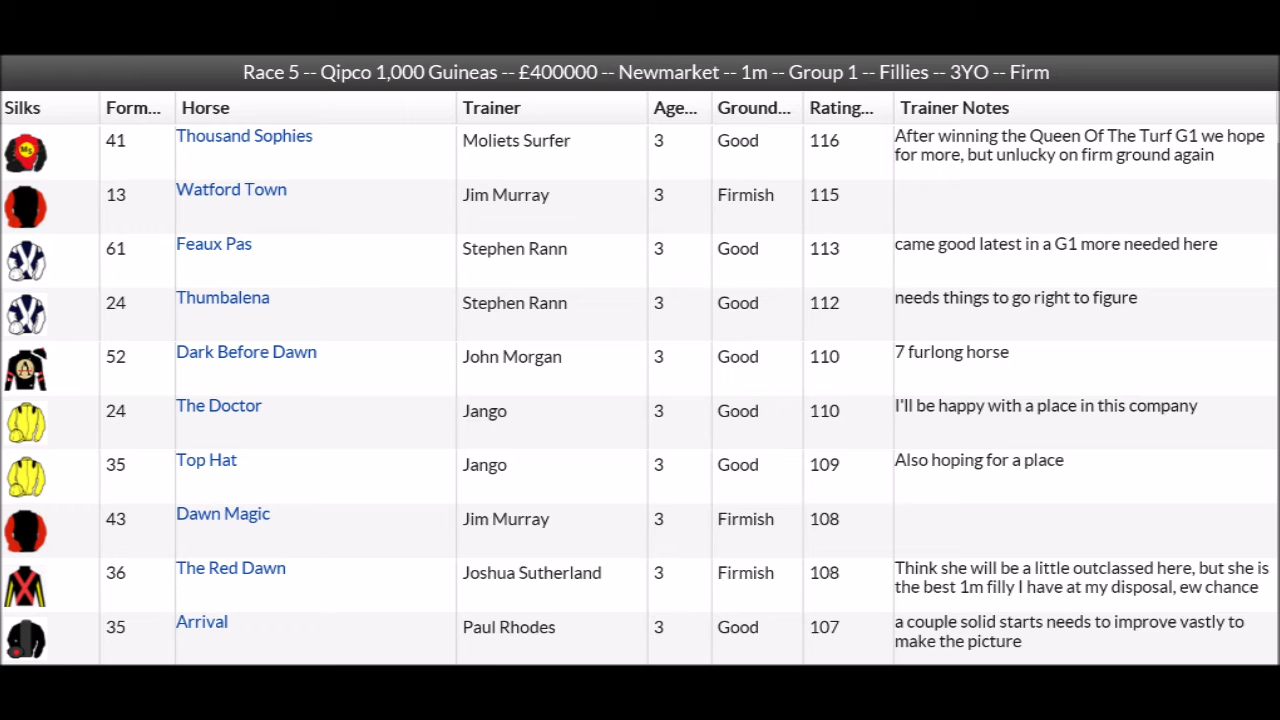 Race 5 -- Qipco 1,000 Guineas -- £400000 -- Newmarket -- 1m -- Group 1 -- Fillies -- 3YO -- Firm
Silks Form... Horse Trainer Age... Ground... Rating... Trainer Notes
41 Thousand Sophies Moliets Surfer 3 Good 116 After winning the Queen Of The Turf G1 we hope
for more, but unlucky on firm ground again
13 Watford Town Jim Murray 3 Firmish 115
61 Feaux Pas Stephen Rann 3 Good 113 came good latest in a G1 more needed here
24 Thumbalena Stephen Rann 3 Good 112 needs things to go right to figure
52 Dark Before Dawn John Morgan 3 Good 110 7 furlong horse
24 The Doctor Jango 3 Good 110 I'll be happy with a place in this company
35 Top Hat Jango 3 Good 109 Also hoping for a place
43 Dawn Magic Jim Murray 3 Firmish 108
36 The Red Dawn Joshua Sutherland 3 Firmish 108 Think she will be a little outclassed here, but she is
the best 1m filly I have at my disposal, ew chance
35 Arrival Paul Rhodes 3 Good 107 a couple solid starts needs to improve vastly to
make the picture